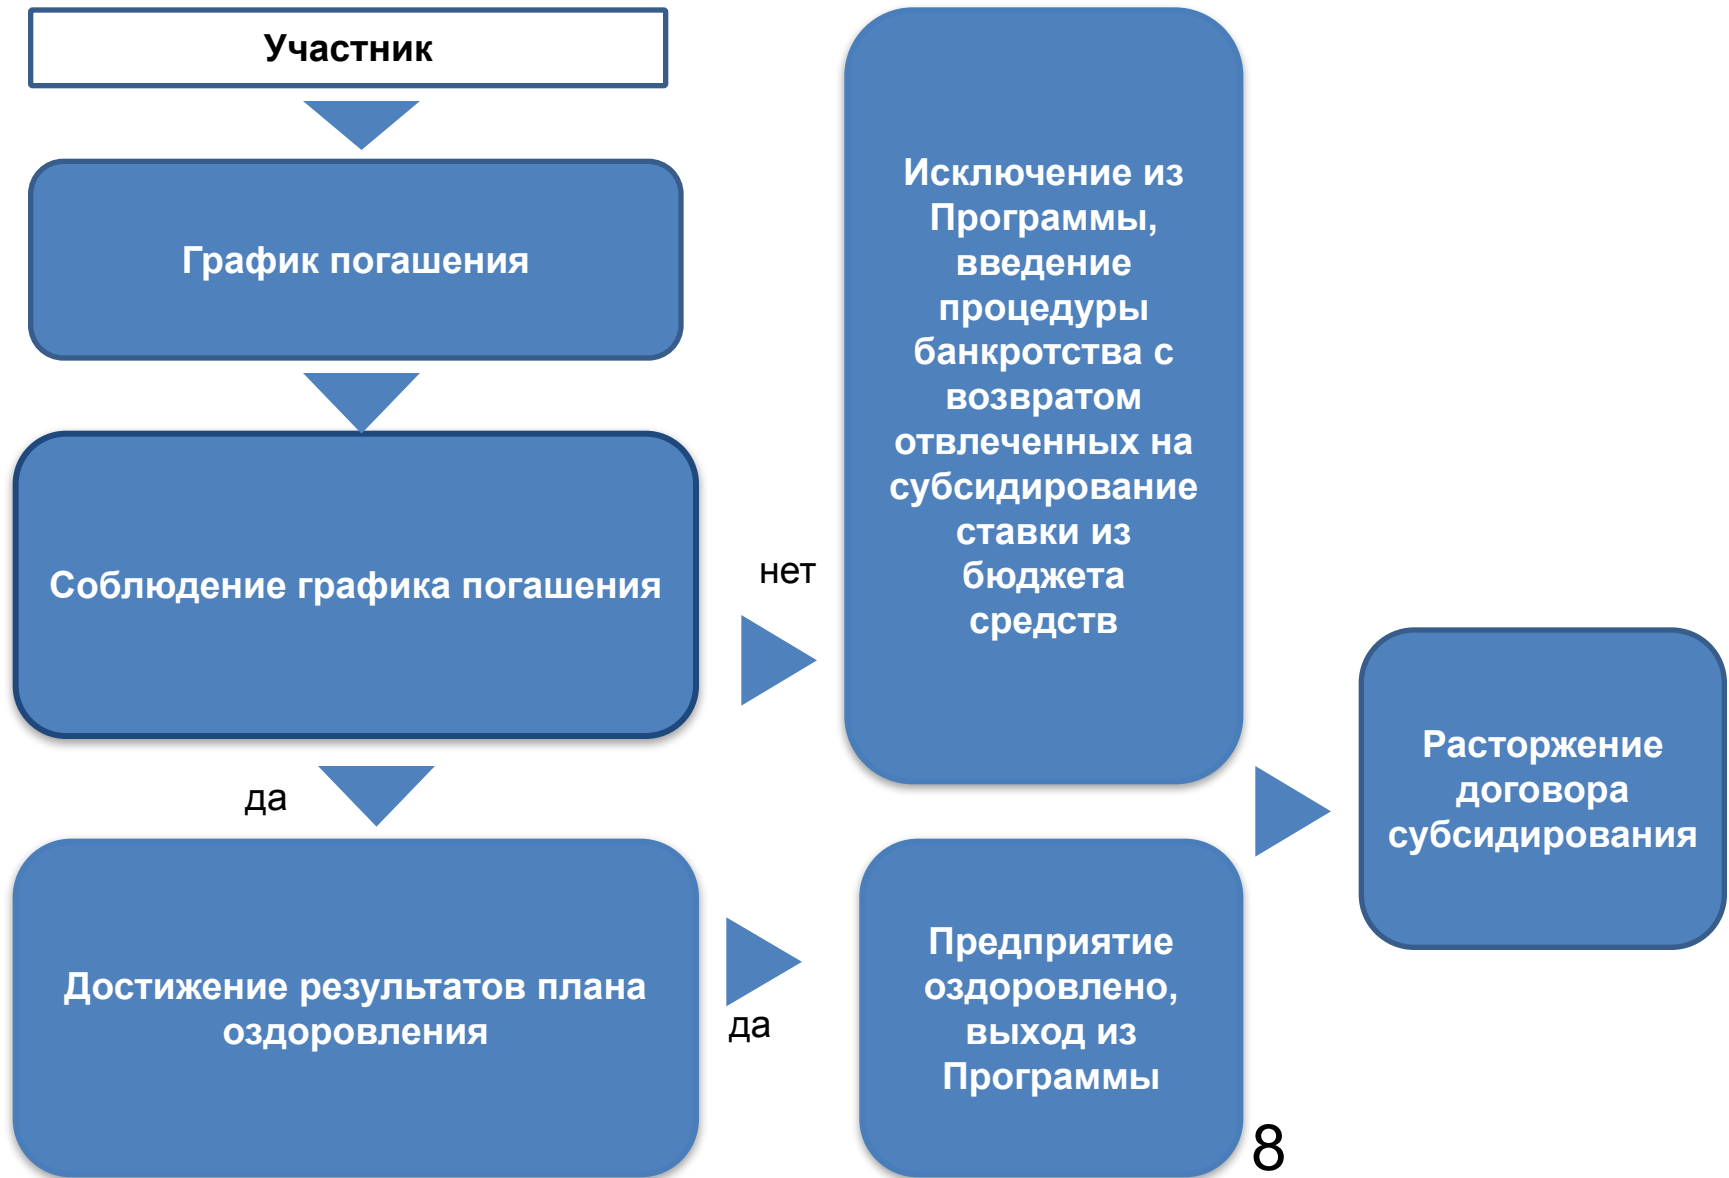 Участник
График погашения
Соблюдение графика погашения
нет
да
Достижение результатов плана
оздоровления
да
Исключение из
Программы,
введение
процедуры
банкротства с
возвратом
отвлеченных на
субсидирование
ставки из
бюджета
средств
Предприятие
оздоровлено,
выход из
Программы
Расторжение
договора
субсидирования
8